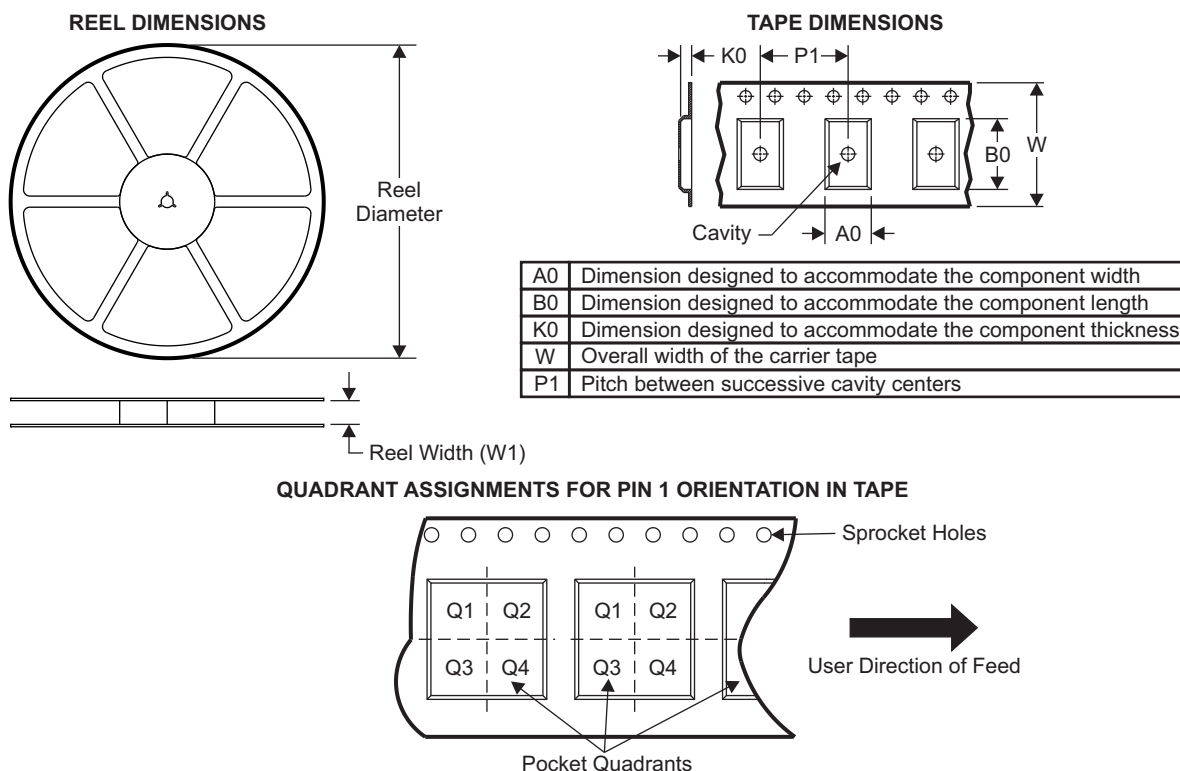 REEL DIMENSIONS
Reel
Diameter
Reel Width (W1)
TAPE DIMENSIONS
K0
P1
W
B0
Cavity
A0
A0 Dimension designed to accommodate the component width
B0 Dimension designed to accommodate the component length
K0 Dimension designed to accommodate the component thickness
W Overall width of the carrier tape
P1 Pitch between successive cavity centers
QUADRANT ASSIGNMENTS FOR PIN 1 ORIENTATION IN TAPE
Sprocket Holes
Q1 Q2 Q1 Q2
Q3 Q4 Q3 Q4
User Direction of Feed
Pocket Quadrants